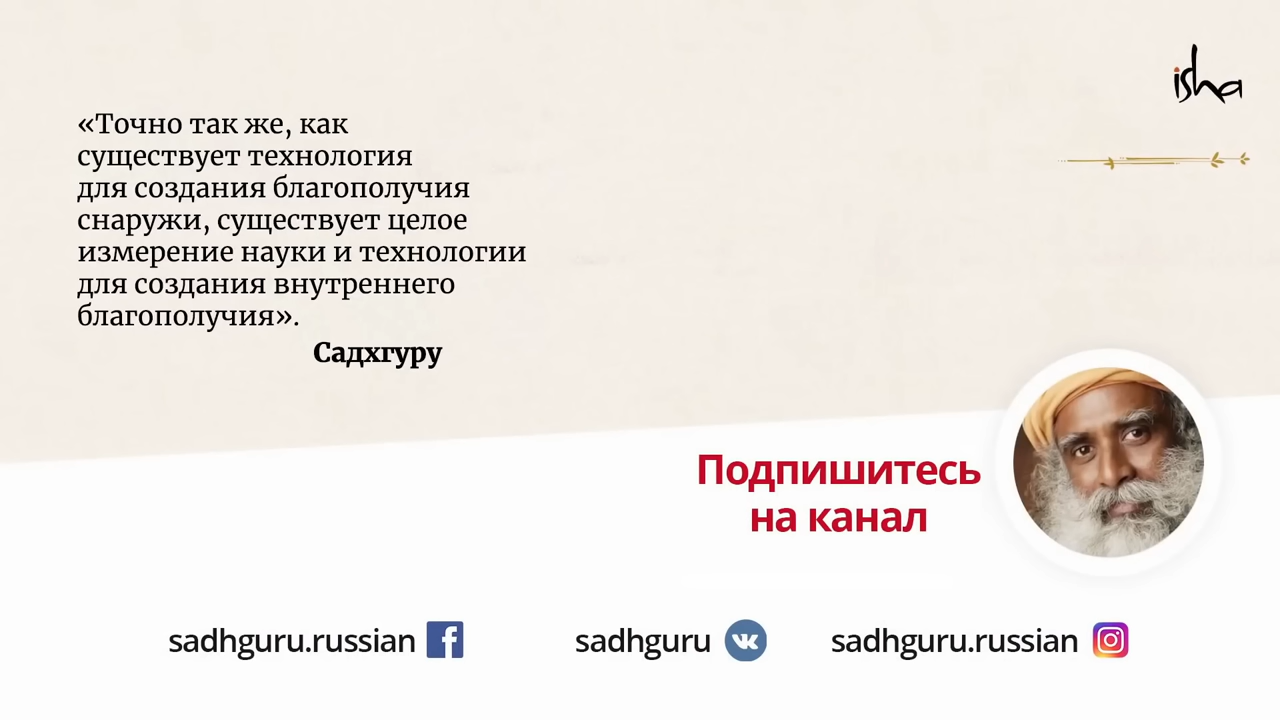 isha
«Точно так же, как
существует технология
для создания благополучия
снаружи, существует целое
измерение науки и технологии
для создания внутреннего
благополучия».
Садхгуру
Подпишитесь
на канал
sadhguru.russian
sadhguru
sadhguru.russian